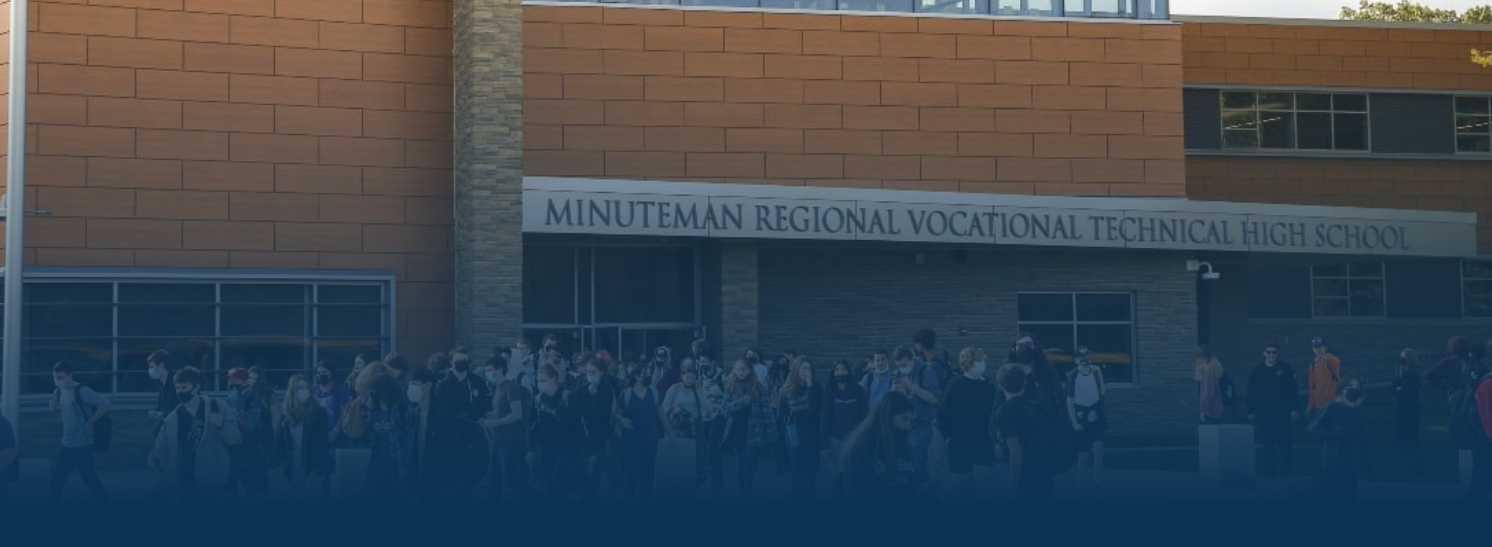 MINUTEMAN REGIONAL VOCATIONAL TECHNICAL HIGH SCHOOL